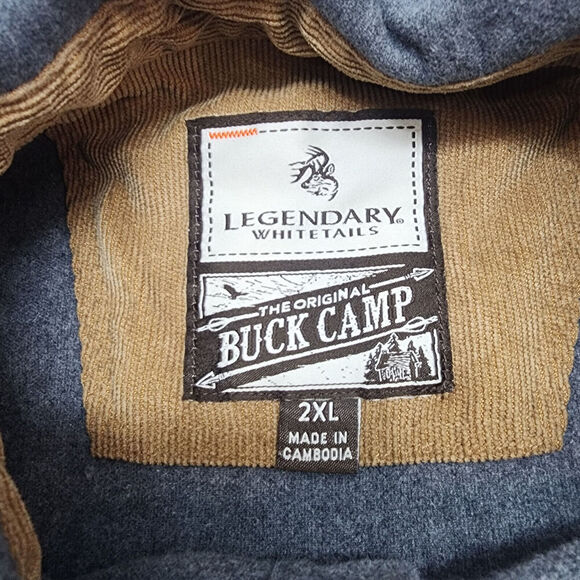 LEGENDARY®
WHITETAILS
THE ORIGINAL
BUCK CAMP
2XL
MADE IN
CAMBODIA